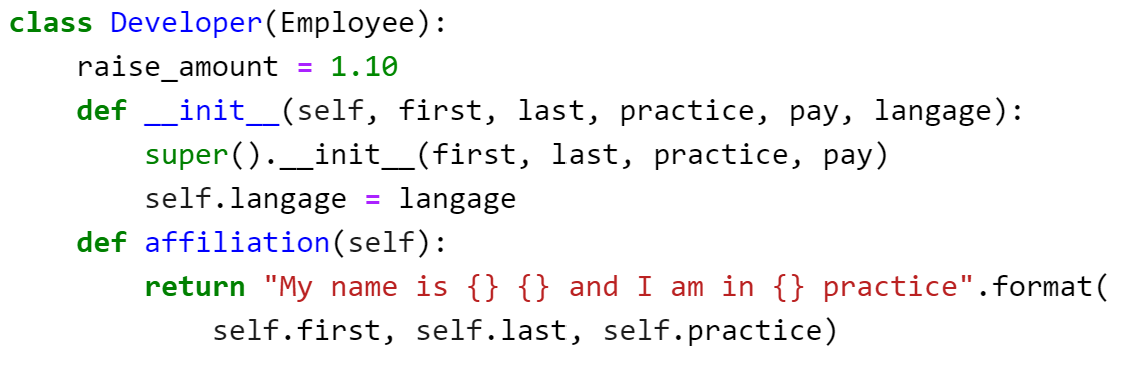 class Developer(Employee):
    raise_amount = 1.10
    def __init__(self, first, last, practice, pay, langage):
        super().__init__(first, last, practice, pay)
        self.langage = langage
    def affiliation(self):
        return "My name is {} {} and I am in {} practice".format(
            self.first, self.last, self.practice)